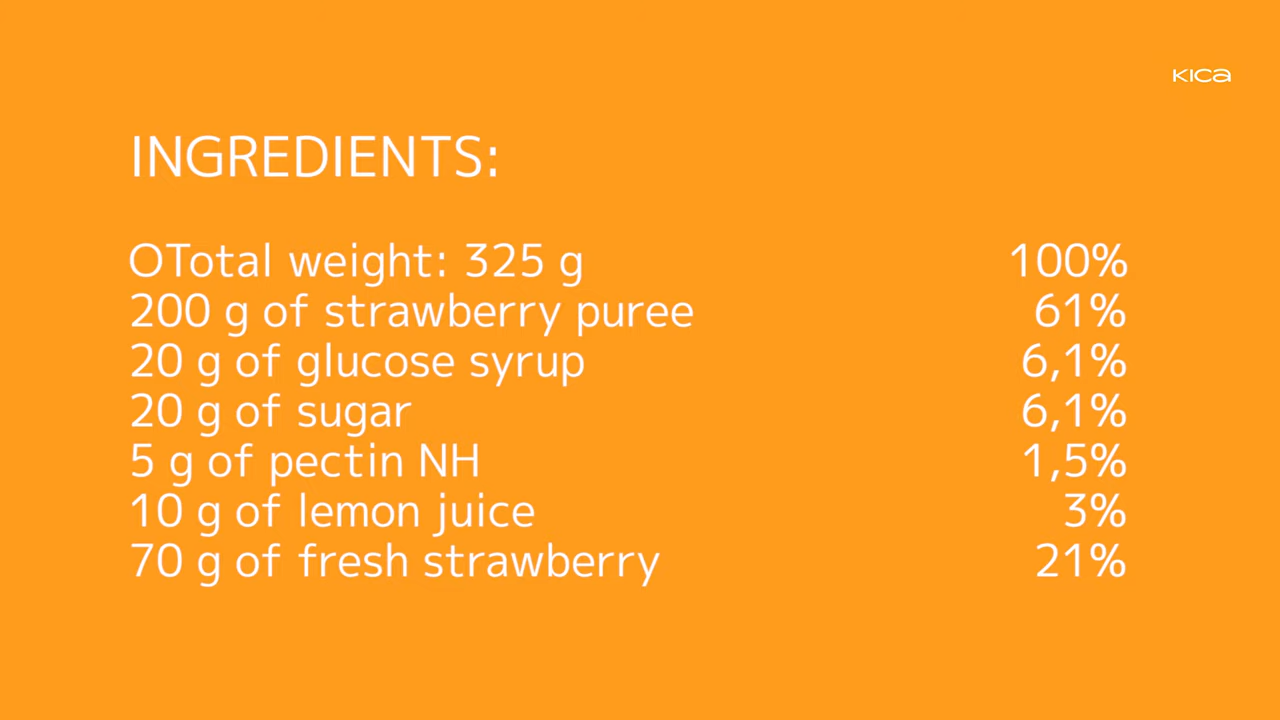 KICA
INGREDIENTS:
OTotal weight: 325 g 100%
200 g of strawberry puree 61%
20 g of glucose syrup 6,1%
20 g of sugar 6,1%
5 g of pectin NH 1,5%
10 g of lemon juice 3%
70 g of fresh strawberry 21%